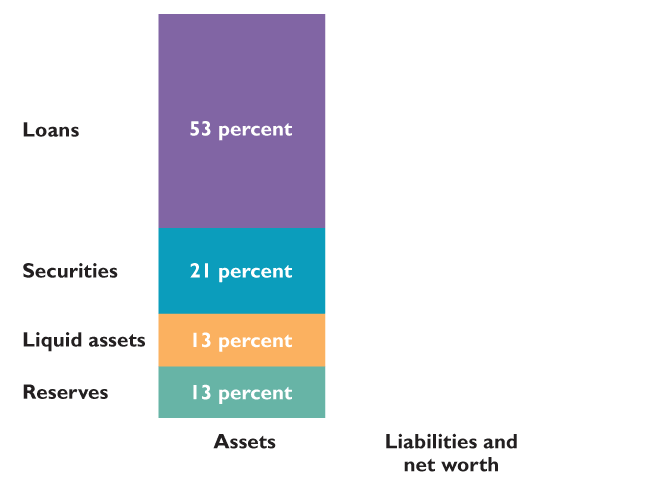 Loans
53 percent
Securities
21 percent
Liquid assets
13 percent
Reserves
13 percent
Assets
Liabilities and
net worth